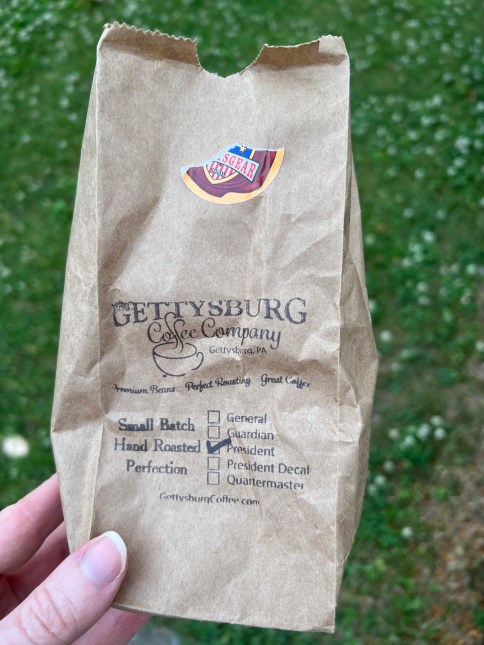 SGEAR
GETTYSBURG
Coffee Company
Gettysburg, PA
Premium Beans Perfect Roasting Great Coffee
Small Batch
Hand Roasted
Perfection
General
Guardian
President
President Decaf
Quartermaster
GettysburgCoffee.com